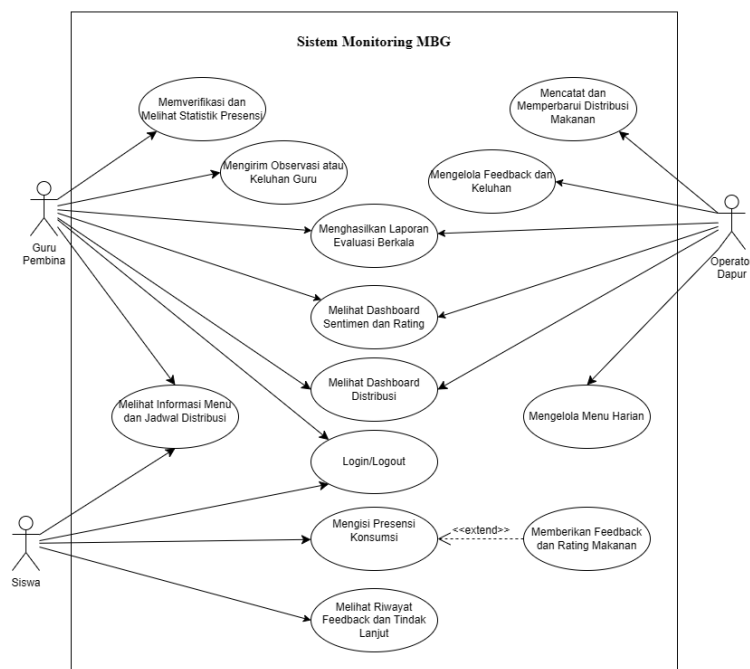 Sistem Monitoring MBG
Memverifikasi dan
Melihat Statistik Presensi
Mencatat dan
Memperbarui Distribusi
Makanan
Mengirim Observasi atau
Keluhan Guru
Mengelola Feedback dan
Keluhan
Guru
Pembina
Menghasilkan Laporan
Evaluasi Berkala
Operato
Dapur
Melihat Dashboard
Sentimen dan Rating
Melihat Dashboard
Distribusi
Melihat Informasi Menu
dan Jadwal Distribusi
Mengelola Menu Harian
Login/Logout
Siswa
Mengisi Presensi
Konsumsi
<<extend>>
Memberikan Feedback
dan Rating Makanan
Melihat Riwayat
Feedback dan Tindak
Lanjut